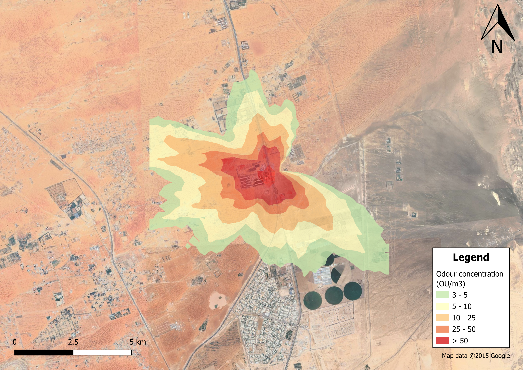 N
Legend
Odour concentration
(OU/m3)
3 - 5
5 - 10
10 - 25
25 - 50
> 50
0 2.5 5 km
Map data ©2015 Google